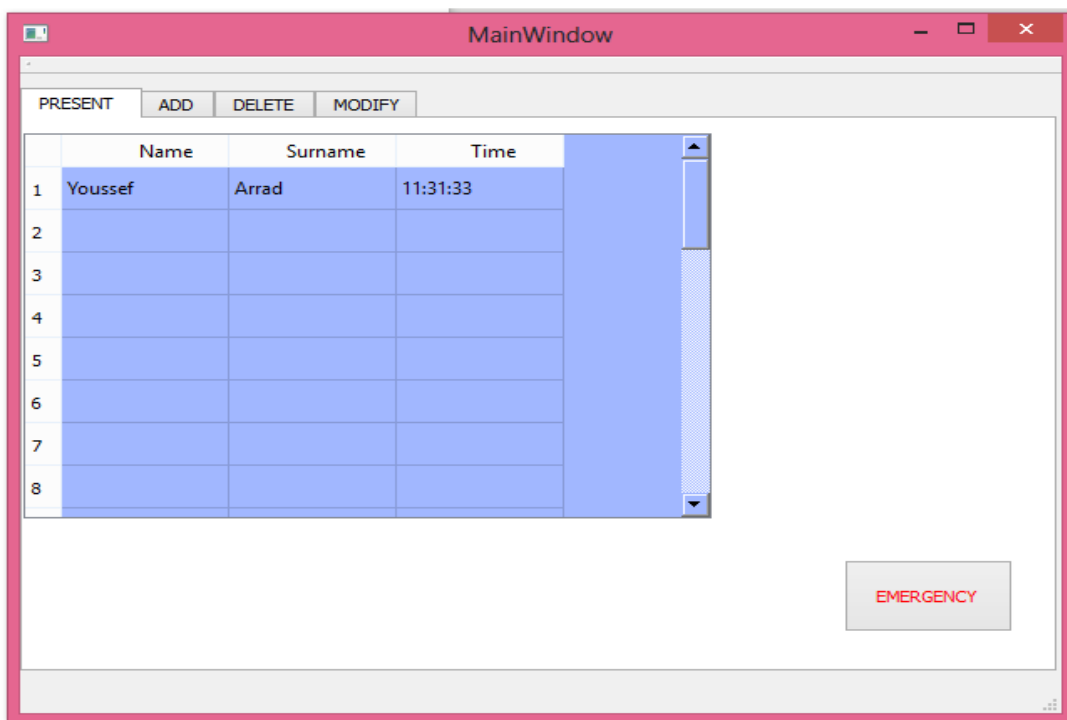 MainWindow
PRESENT ADD DELETE MODIFY
Name Surname Time
1 Youssef Arrad 11:31:33
2
3
4
5
6
7
8
EMERGENCY